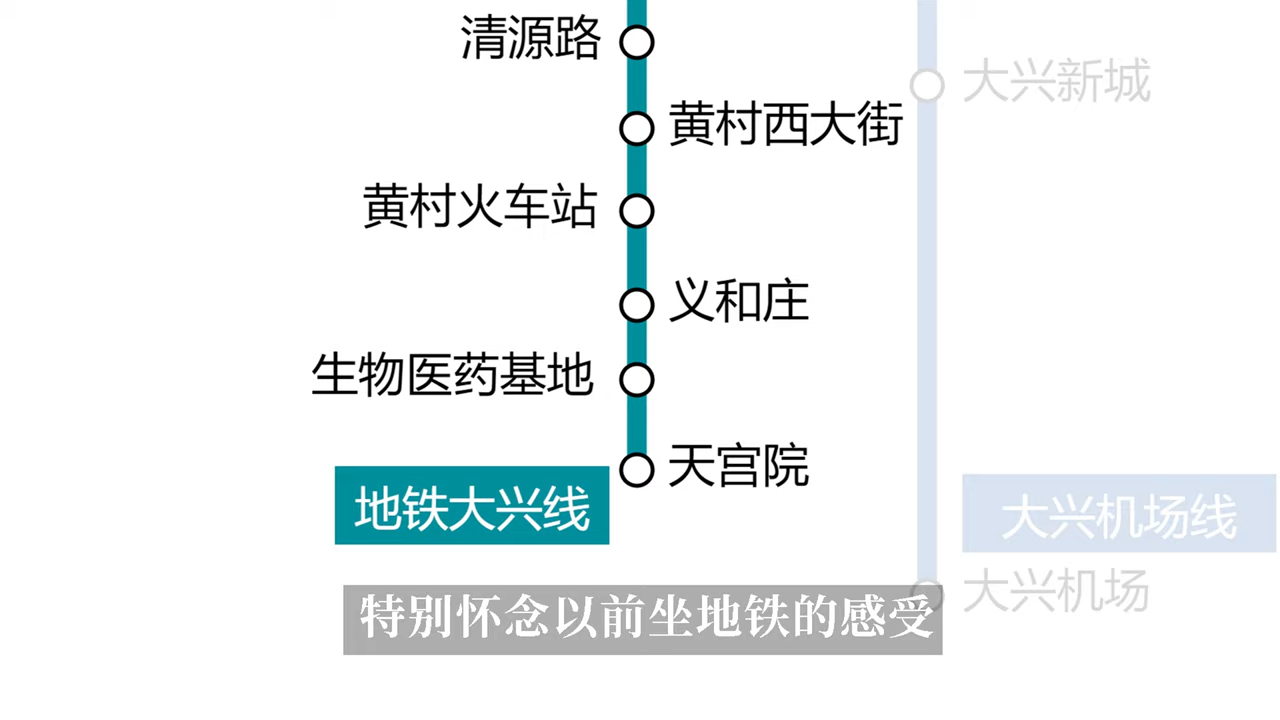 清源路
大兴新城
黄村西大街
黄村火车站
义和庄
生物医药基地
天宫院
地铁大兴线
大兴机场线
大兴机场
特别怀念以前坐地铁的感受